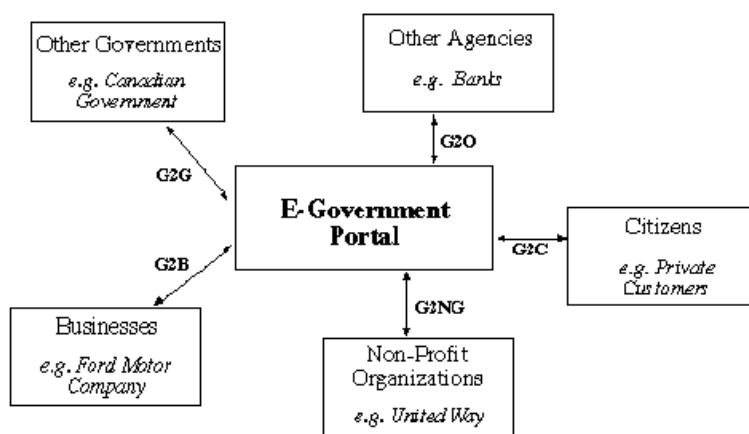 Other Governments
e.g. Canadian
Government
Other Agencies
e.g. Banks
G2O
G2G
E-Government
Portal
Citizens
e.g. Private
Customers
G2C
G2B
G2NG
Businesses
e.g. Ford Motor
Company
Non-Profit
Organizations
e.g. United Way